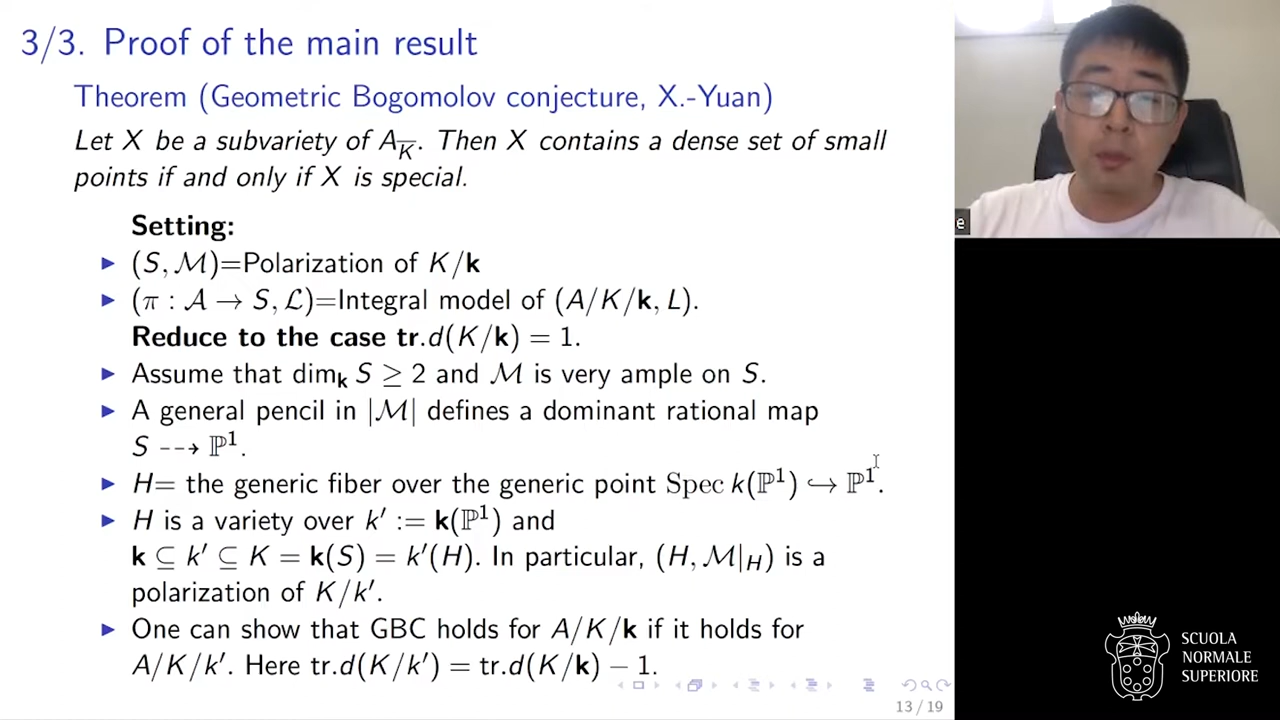 3/3. Proof of the main result
Theorem (Geometric Bogomolov conjecture, X.-Yuan)
Let X be a subvariety of A_{\overline{K}}. Then X contains a dense set of small
points if and only if X is special.
Setting:
▶ (S, ℳ)=Polarization of K/𝐤
▶ (π : 𝒜 → S, ℒ)=Integral model of (A/K/𝐤, L).
Reduce to the case tr.d(K/𝐤) = 1.
▶ Assume that dim_𝐤 S ≥ 2 and ℳ is very ample on S.
▶ A general pencil in |ℳ| defines a dominant rational map
S ⇢ ℙ¹.
▶ H= the generic fiber over the generic point Spec k(ℙ¹) ↪ ℙ¹.
▶ H is a variety over k′ := 𝐤(ℙ¹) and
𝐤 ⊆ k′ ⊆ K = 𝐤(S) = k′(H). In particular, (H, ℳ|_H) is a
polarization of K/k′.
▶ One can show that GBC holds for A/K/𝐤 if it holds for
A/K/k′. Here tr.d(K/k′) = tr.d(K/𝐤) − 1.
13 / 19
e
SCUOLA
NORMALE
SUPERIORE